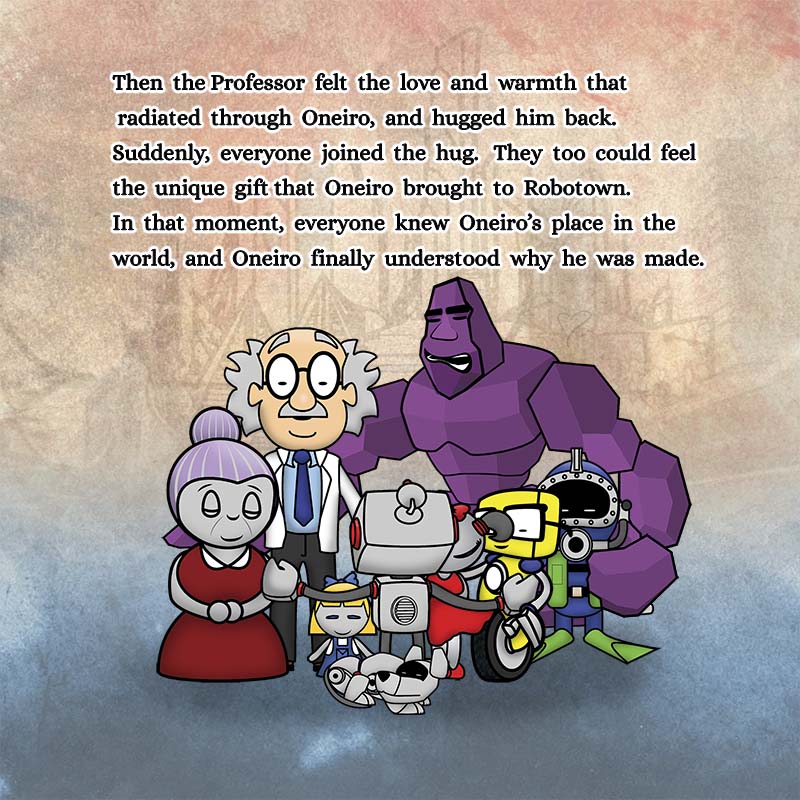 Then the Professor felt the love and warmth that
radiated through Oneiro, and hugged him back.
Suddenly, everyone joined the hug. They too could feel
the unique gift that Oneiro brought to Robotown.
In that moment, everyone knew Oneiro's place in the
world, and Oneiro finally understood why he was made.